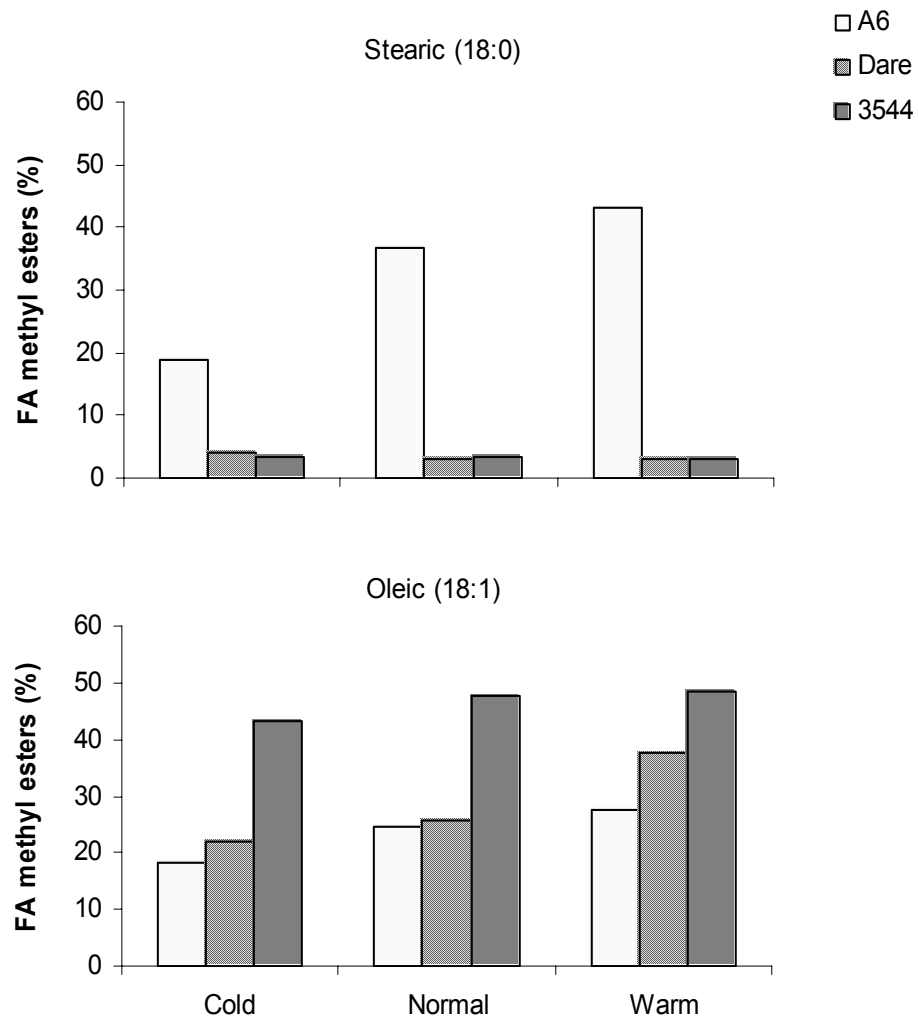 A6
Dare
3544
Stearic (18:0)
FA methyl esters (%)
60
50
40
30
20
10
0
Oleic (18:1)
FA methyl esters (%)
60
50
40
30
20
10
0
Cold Normal Warm